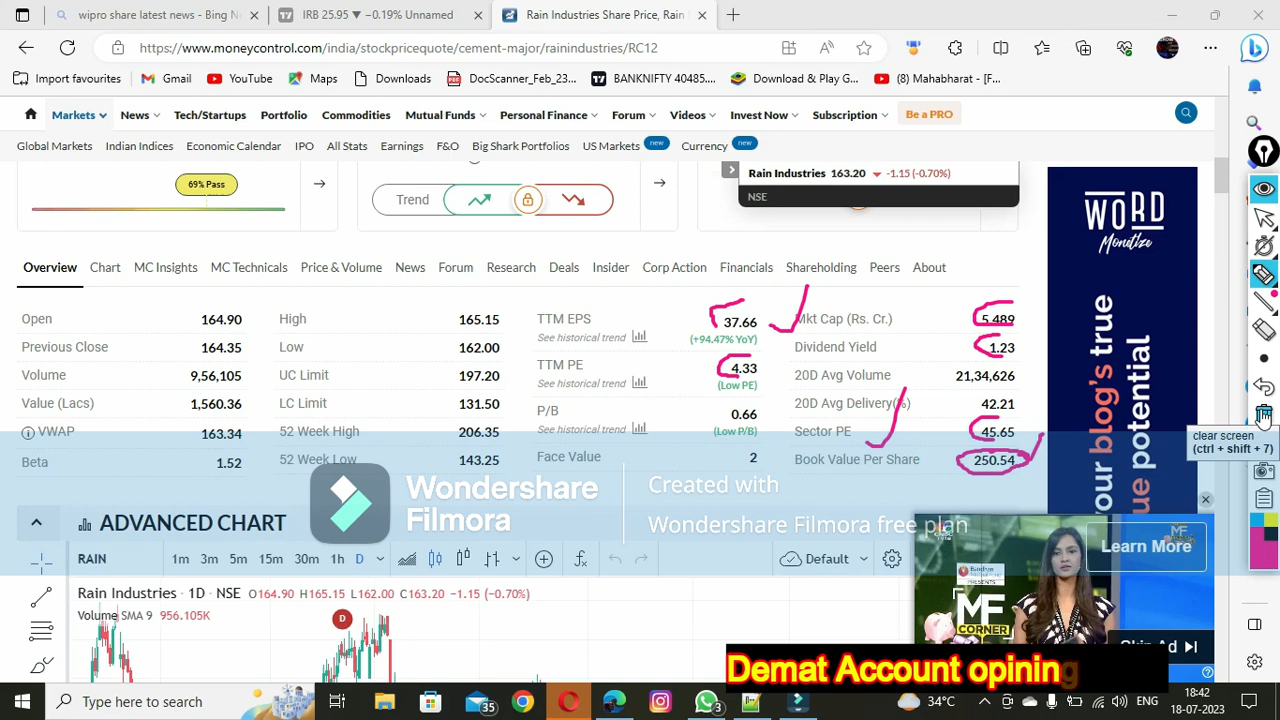 wipro share latest news - Bing Ne
IRB 25.95 ▼ −0.19% Unnamed
Rain Industries Share Price, Rain
https://www.moneycontrol.com/india/stockpricequote/cement-major/rainindustries/RC12
Import favourites Gmail YouTube Maps Downloads DocScanner_Feb_23... BANKNIFTY 40485.... Download & Play G... (8) Mahabharat - [F...
Markets News Tech/Startups Portfolio Commodities Mutual Funds Personal Finance Forum Videos Invest Now Subscription Be a PRO
Global Markets Indian Indices Economic Calendar IPO All Stats Earnings F&O Big Shark Portfolios US Markets new Currency new
69% Pass
Trend
Rain Industries 163.20 ▼ -1.15 (-0.70%)
NSE
Overview Chart MC Insights MC Technicals Price & Volume News Forum Research Deals Insider Corp Action Financials Shareholding Peers About
Open 164.90
Previous Close 164.35
Volume 9,56,105
Value (Lacs) 1,560.36
VWAP 163.34
Beta 1.52
High 165.15
Low 162.00
UC Limit 197.20
LC Limit 131.50
52 Week High 206.35
52 Week Low 143.25
TTM EPS 37.66
See historical trend (+94.47% YoY)
TTM PE 4.33
See historical trend (Low PE)
P/B 0.66
(Low P/B)
Face Value 2
Mkt Cap (Rs. Cr.) 5,489
Dividend Yield 1.23
20D Avg Volume 21,34,626
20D Avg Delivery(%) 42.21
Sector PE 45.65
Book Value Per Share 250.54
WORD
Monetize
your blog's true
potential
clear screen
(ctrl + shift + 7)
Wondershare
Filmora
Created with
Wondershare Filmora free plan
ADVANCED CHART
RAIN 1m 3m 5m 15m 30m 1h D Default
Rain Industries · 1D · NSE O164.90 H165.15 L162.00 C163.20 −1.15 (−0.70%)
Volume SMA 9 956.105K
D
Learn More
PRESENTS
MF
CORNER
Skip Ad
Demat Account opining
Type here to search
35
3
34°C
ENG
18:42
18-07-2023